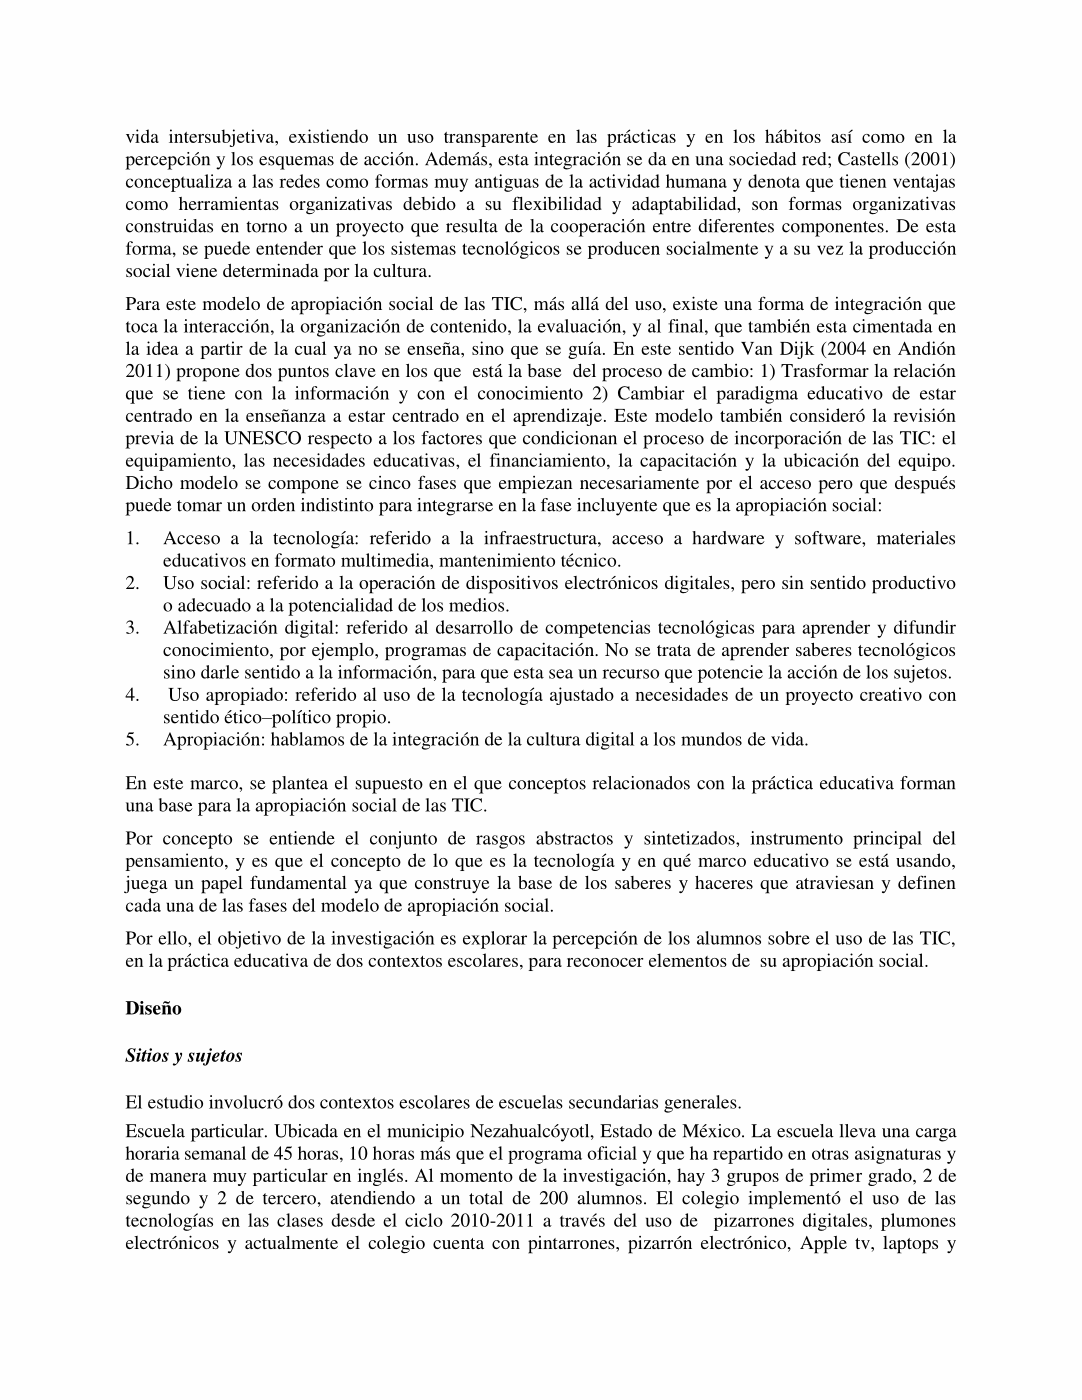 vida intersubjetiva, existiendo un uso transparente en las prácticas y en los hábitos así como en la
percepción y los esquemas de acción. Además, esta integración se da en una sociedad red; Castells (2001)
conceptualiza a las redes como formas muy antiguas de la actividad humana y denota que tienen ventajas
como herramientas organizativas debido a su flexibilidad y adaptabilidad, son formas organizativas
construidas en torno a un proyecto que resulta de la cooperación entre diferentes componentes. De esta
forma, se puede entender que los sistemas tecnológicos se producen socialmente y a su vez la producción
social viene determinada por la cultura.
Para este modelo de apropiación social de las TIC, más allá del uso, existe una forma de integración que
toca la interacción, la organización de contenido, la evaluación, y al final, que también esta cimentada en
la idea a partir de la cual ya no se enseña, sino que se guía. En este sentido Van Dijk (2004 en Andión
2011) propone dos puntos clave en los que  está la base  del proceso de cambio: 1) Trasformar la relación
que se tiene con la información y con el conocimiento 2) Cambiar el paradigma educativo de estar
centrado en la enseñanza a estar centrado en el aprendizaje. Este modelo también consideró la revisión
previa de la UNESCO respecto a los factores que condicionan el proceso de incorporación de las TIC: el
equipamiento, las necesidades educativas, el financiamiento, la capacitación y la ubicación del equipo.
Dicho modelo se compone se cinco fases que empiezan necesariamente por el acceso pero que después
puede tomar un orden indistinto para integrarse en la fase incluyente que es la apropiación social:
1. Acceso a la tecnología: referido a la infraestructura, acceso a hardware y software, materiales
educativos en formato multimedia, mantenimiento técnico.
2. Uso social: referido a la operación de dispositivos electrónicos digitales, pero sin sentido productivo
o adecuado a la potencialidad de los medios.
3. Alfabetización digital: referido al desarrollo de competencias tecnológicas para aprender y difundir
conocimiento, por ejemplo, programas de capacitación. No se trata de aprender saberes tecnológicos
sino darle sentido a la información, para que esta sea un recurso que potencie la acción de los sujetos.
4. Uso apropiado: referido al uso de la tecnología ajustado a necesidades de un proyecto creativo con
sentido ético–político propio.
5. Apropiación: hablamos de la integración de la cultura digital a los mundos de vida.
En este marco, se plantea el supuesto en el que conceptos relacionados con la práctica educativa forman
una base para la apropiación social de las TIC.
Por concepto se entiende el conjunto de rasgos abstractos y sintetizados, instrumento principal del
pensamiento, y es que el concepto de lo que es la tecnología y en qué marco educativo se está usando,
juega un papel fundamental ya que construye la base de los saberes y haceres que atraviesan y definen
cada una de las fases del modelo de apropiación social.
Por ello, el objetivo de la investigación es explorar la percepción de los alumnos sobre el uso de las TIC,
en la práctica educativa de dos contextos escolares, para reconocer elementos de  su apropiación social.
Diseño
Sitios y sujetos
El estudio involucró dos contextos escolares de escuelas secundarias generales.
Escuela particular. Ubicada en el municipio Nezahualcóyotl, Estado de México. La escuela lleva una carga
horaria semanal de 45 horas, 10 horas más que el programa oficial y que ha repartido en otras asignaturas y
de manera muy particular en inglés. Al momento de la investigación, hay 3 grupos de primer grado, 2 de
segundo y 2 de tercero, atendiendo a un total de 200 alumnos. El colegio implementó el uso de las
tecnologías en las clases desde el ciclo 2010-2011 a través del uso de  pizarrones digitales, plumones
electrónicos y actualmente el colegio cuenta con pintarrones, pizarrón electrónico, Apple tv, laptops y